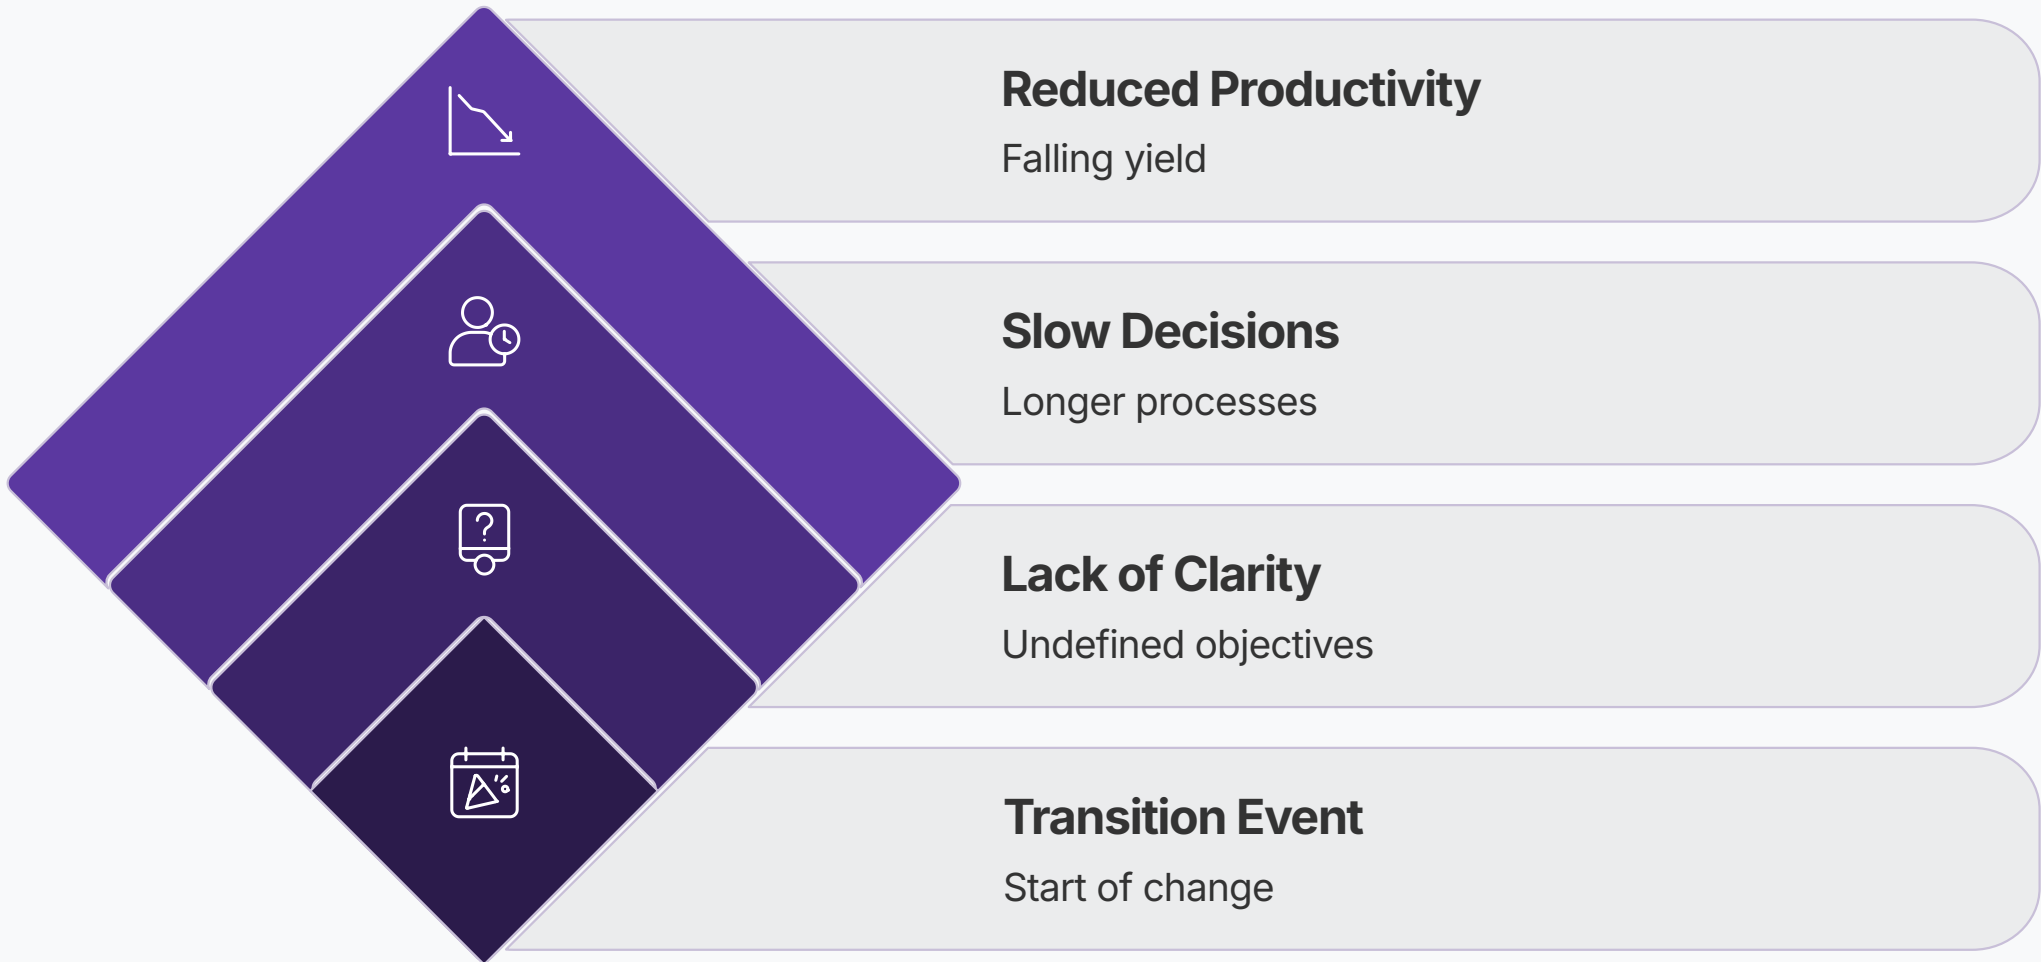 Reduced Productivity
Falling yield
Slow Decisions
Longer processes
?
Lack of Clarity
Undefined objectives
Transition Event
Start of change